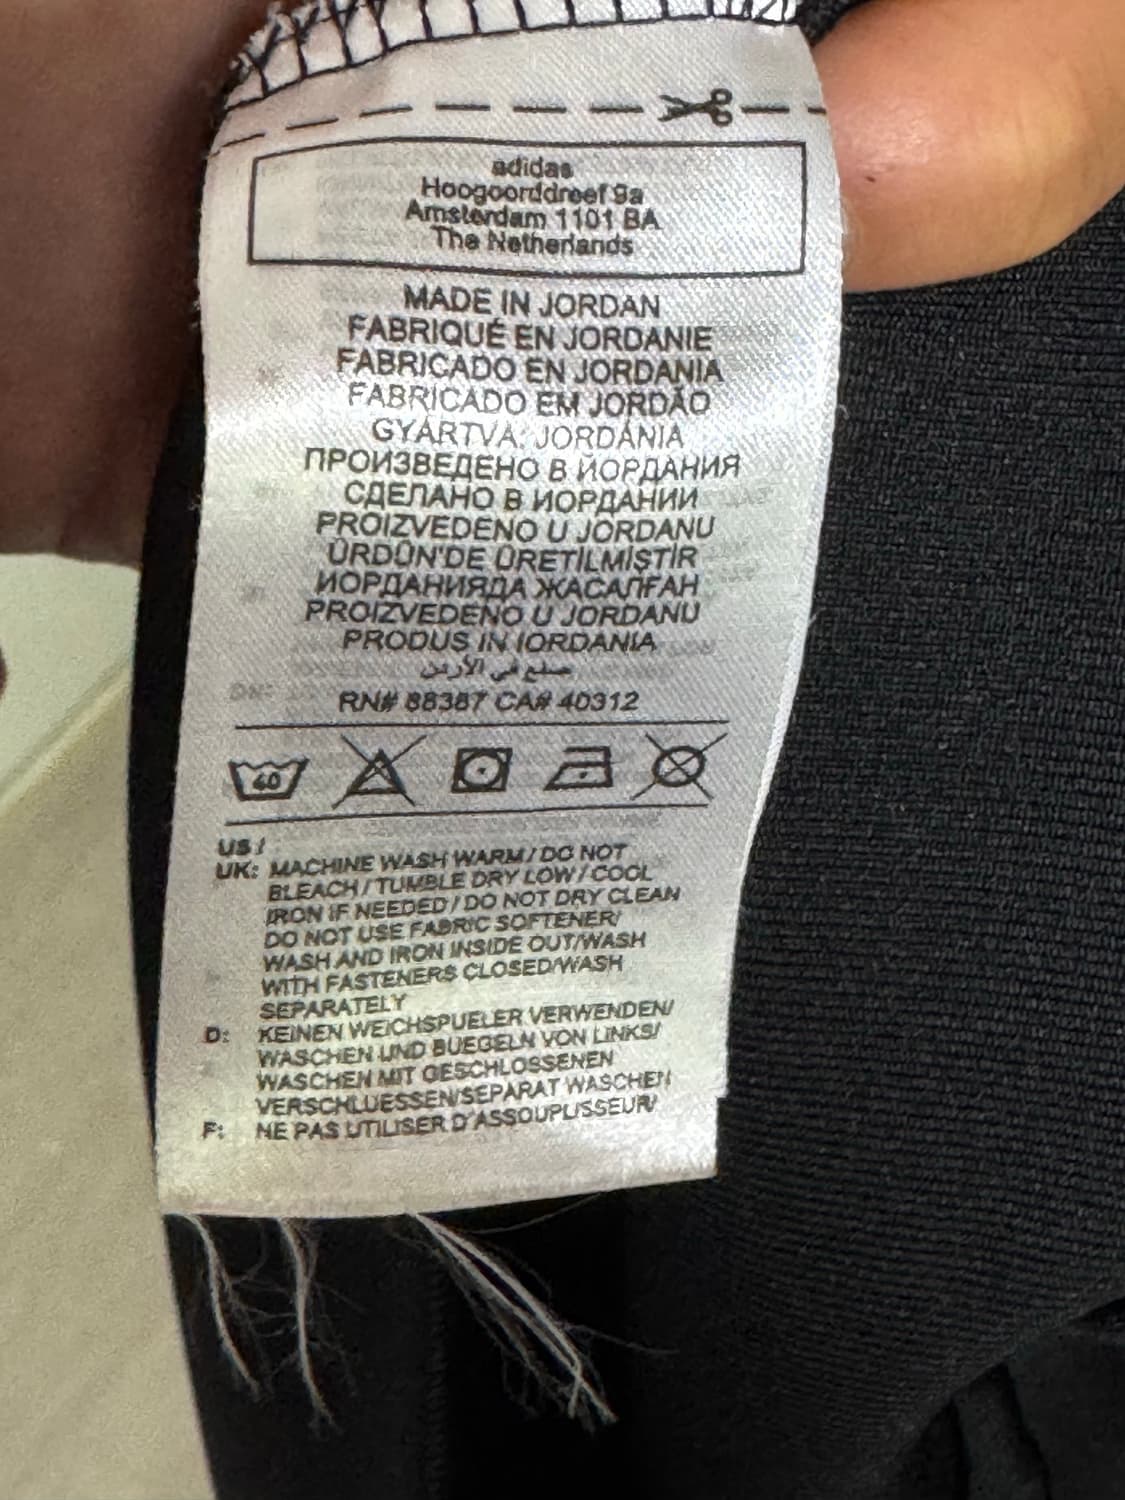 adidas
Hoogoorddreef 9a
Amsterdam 1101 BA
The Netherlands
MADE IN JORDAN
FABRIQUÉ EN JORDANIE
FABRICADO EN JORDANIA
FABRICADO EM JORDÃO
GYÁRTVA: JORDÁNIA
ПРОИЗВЕДЕНО В ЙОРДАНИЯ
СДЕЛАНО В ИОРДАНИИ
PROIZVEDENO U JORDANU
ÜRDÜN'DE ÜRETİLMİŞTİR
ИОРДАНИЯДА ЖАСАЛҒАН
PROIZVEDENO U JORDANU
PRODUS IN IORDANIA
صنع في الأردن
RN# 88387 CA# 40312
40
US /
UK: MACHINE WASH WARM / DO NOT
BLEACH / TUMBLE DRY LOW / COOL
IRON IF NEEDED / DO NOT DRY CLEAN
DO NOT USE FABRIC SOFTENER/
WASH AND IRON INSIDE OUT/WASH
WITH FASTENERS CLOSED/WASH
SEPARATELY
D: KEINEN WEICHSPUELER VERWENDEN/
WASCHEN UND BUEGELN VON LINKS/
WASCHEN MIT GESCHLOSSENEN
VERSCHLUESSEN/SEPARAT WASCHEN
F: NE PAS UTILISER D'ASSOUPLISSEUR/